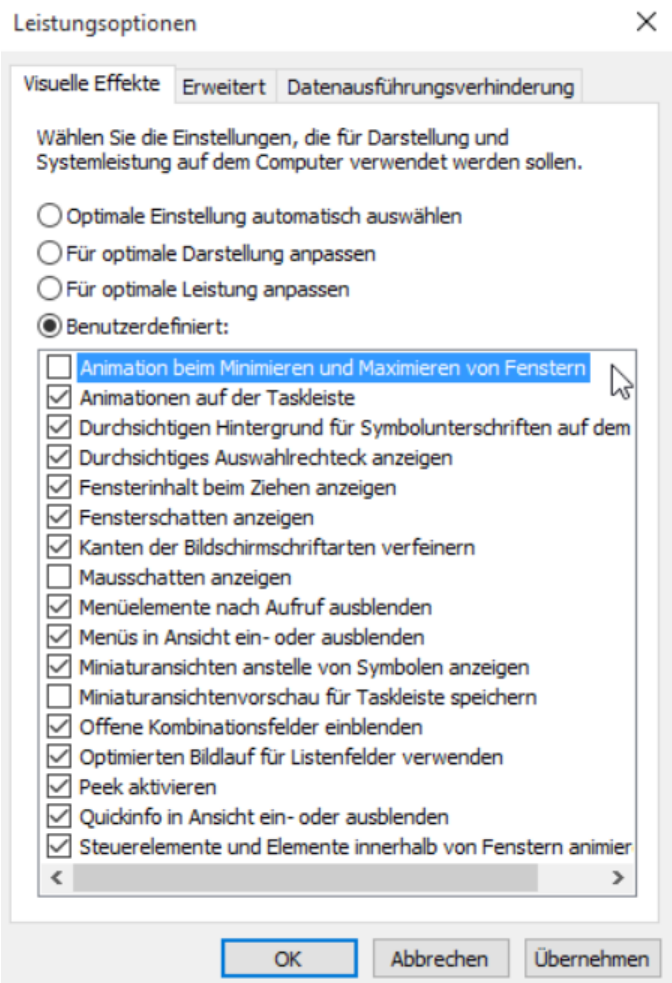 Leistungsoptionen
Visuelle Effekte
Erweitert
Datenausführungsverhinderung
Wählen Sie die Einstellungen, die für Darstellung und
Systemleistung auf dem Computer verwendet werden sollen.
Optimale Einstellung automatisch auswählen
Für optimale Darstellung anpassen
Für optimale Leistung anpassen
Benutzerdefiniert:
Animation beim Minimieren und Maximieren von Fenstern
Animationen auf der Taskleiste
Durchsichtigen Hintergrund für Symbolunterschriften auf dem
Durchsichtiges Auswahlrechteck anzeigen
Fensterinhalt beim Ziehen anzeigen
Fensterschatten anzeigen
Kanten der Bildschirmschriftarten verfeinern
Mausschatten anzeigen
Menüelemente nach Aufruf ausblenden
Menüs in Ansicht ein- oder ausblenden
Miniaturansichten anstelle von Symbolen anzeigen
Miniaturansichtenvorschau für Taskleiste speichern
Offene Kombinationsfelder einblenden
Optimierten Bildlauf für Listenfelder verwenden
Peek aktivieren
Quickinfo in Ansicht ein- oder ausblenden
Steuerelemente und Elemente innerhalb von Fenstern animier
OK
Abbrechen
Übernehmen